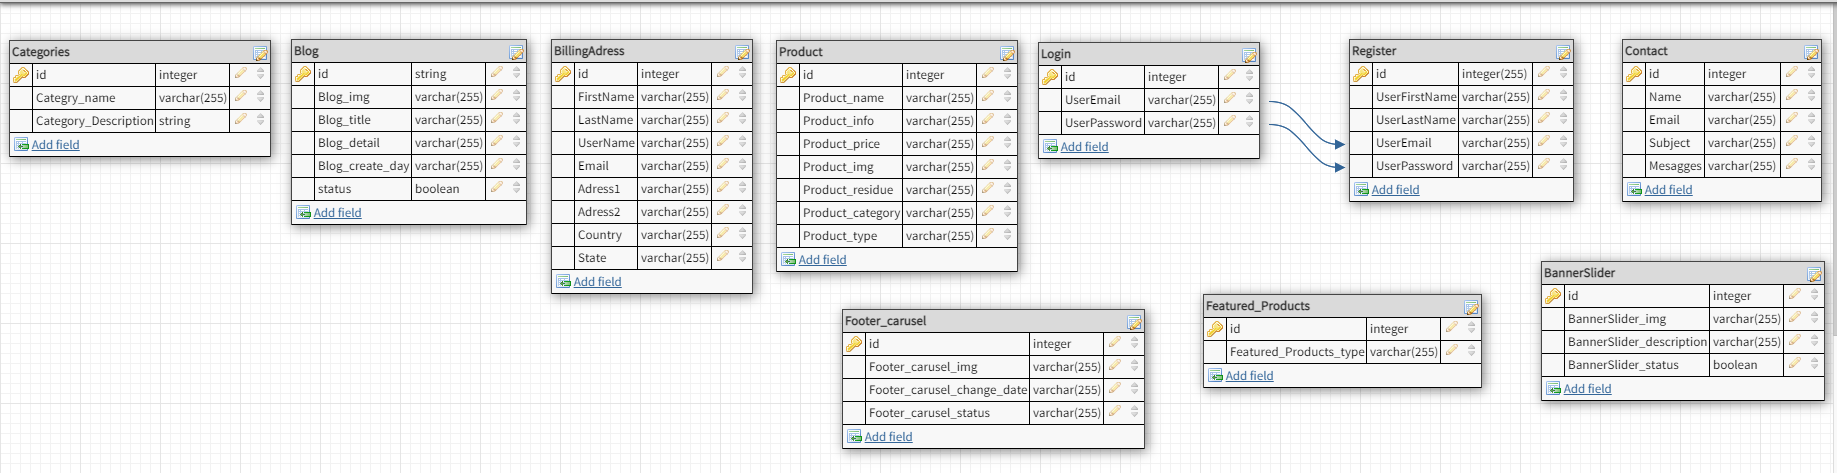 Categories
id integer
Categry_name varchar(255)
Category_Description string
Add field
Blog
id string
Blog_img varchar(255)
Blog_title varchar(255)
Blog_detail varchar(255)
Blog_create_day varchar(255)
status boolean
Add field
BillingAdress
id integer
FirstName varchar(255)
LastName varchar(255)
UserName varchar(255)
Email varchar(255)
Adress1 varchar(255)
Adress2 varchar(255)
Country varchar(255)
State varchar(255)
Add field
Product
id integer
Product_name varchar(255)
Product_info varchar(255)
Product_price varchar(255)
Product_img varchar(255)
Product_residue varchar(255)
Product_category varchar(255)
Product_type varchar(255)
Add field
Login
id integer
UserEmail varchar(255)
UserPassword varchar(255)
Add field
Register
id integer(255)
UserFirstName varchar(255)
UserLastName varchar(255)
UserEmail varchar(255)
UserPassword varchar(255)
Add field
Contact
id integer
Name varchar(255)
Email varchar(255)
Subject varchar(255)
Mesagges varchar(255)
Add field
Footer_carusel
id integer
Footer_carusel_img varchar(255)
Footer_carusel_change_date varchar(255)
Footer_carusel_status varchar(255)
Add field
Featured_Products
id integer
Featured_Products_type varchar(255)
Add field
BannerSlider
id integer
BannerSlider_img varchar(255)
BannerSlider_description varchar(255)
BannerSlider_status boolean
Add field